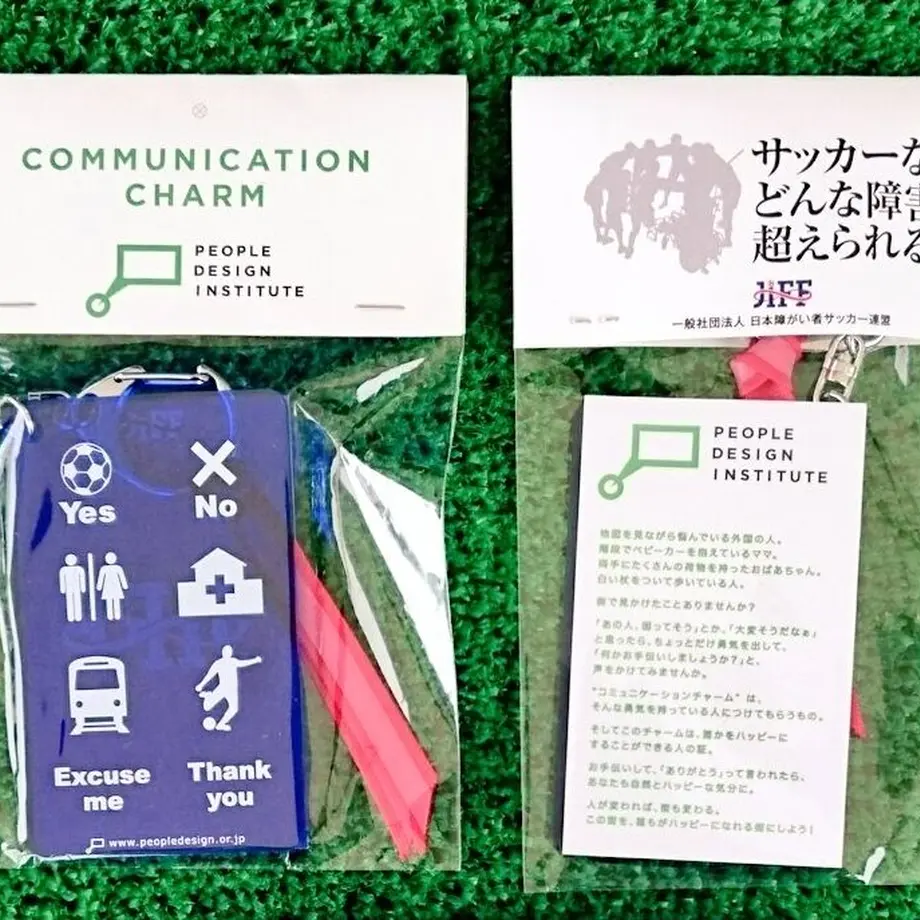 COMMUNICATION
CHARM
PEOPLE
DESIGN
INSTITUTE
Yes
No
Excuse
me
Thank
you
www.peopledesign.or.jp
サッカーな
どんな障害
超えられる
JIFF
一般社団法人 日本障がい者サッカー連盟
PEOPLE
DESIGN
INSTITUTE
地図を見ながら悩んでいる外国の人。
階段でベビーカーを抱えているママ。
両手にたくさんの荷物を持ったおばあちゃん。
白い杖をついて歩いている人。
街で見かけたことありませんか?
「あの人、困ってそう」とか、「大変そうだなぁ」
と思ったら、ちょっとだけ勇気を出して、
「何かお手伝いしましょうか?」と、
声をかけてみませんか。
"コミュニケーションチャーム" は、
そんな勇気を持っている人につけてもらうもの。
そしてこのチャームは、誰かをハッピーに
することができる人の証。
お手伝いして、「ありがとう」って言われたら、
あなたも自然とハッピーな気分に。
人が変われば、街も変わる。
この街を、誰もがハッピーになれる街にしよう!